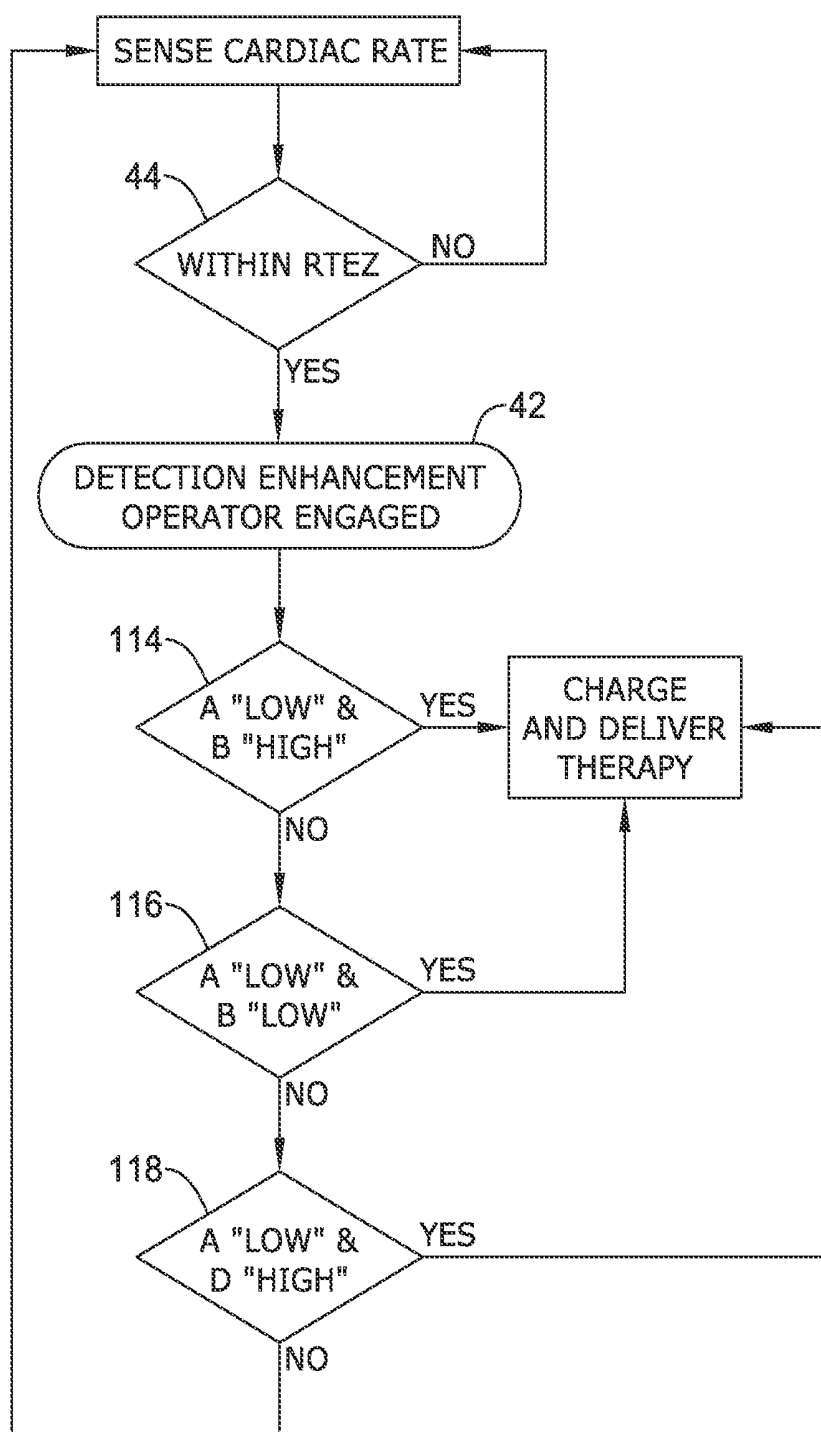 SENSE CARDIAC RATE
44
WITHIN RTEZ
NO
YES
42
DETECTION ENHANCEMENT
OPERATOR ENGAGED
114
A "LOW" &
B "HIGH"
YES
CHARGE
AND DELIVER
THERAPY
NO
116
A "LOW" &
B "LOW"
YES
NO
118
A "LOW" &
D "HIGH"
YES
NO